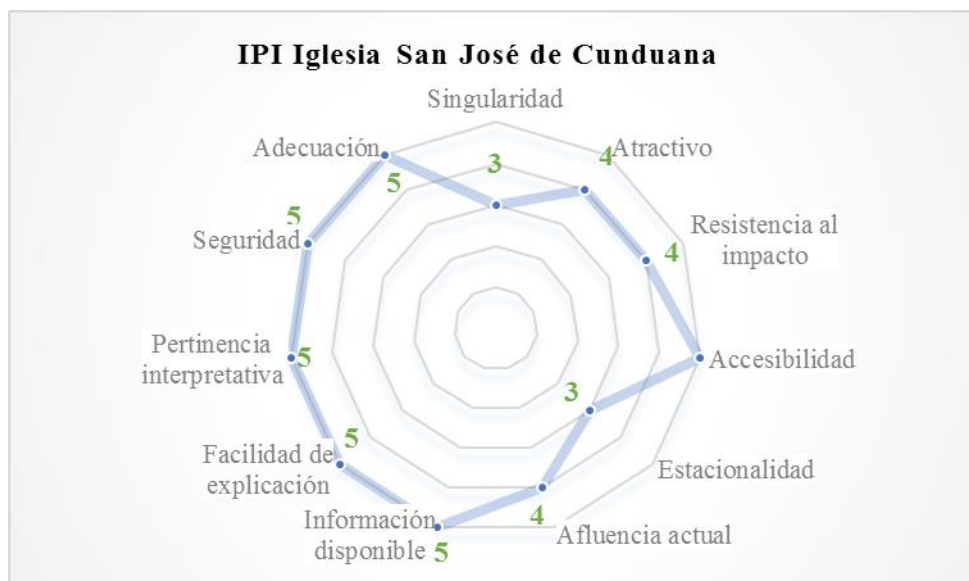 IPI Iglesia San José de Cunduana
Singularidad
3
Atractivo
4
Resistencia al
impacto
4
Accesibilidad
Estacionalidad
3
Afluencia actual
4
Información
disponible
5
Facilidad de
explicación
5
Pertinencia
interpretativa
5
Seguridad
5
Adecuación
5